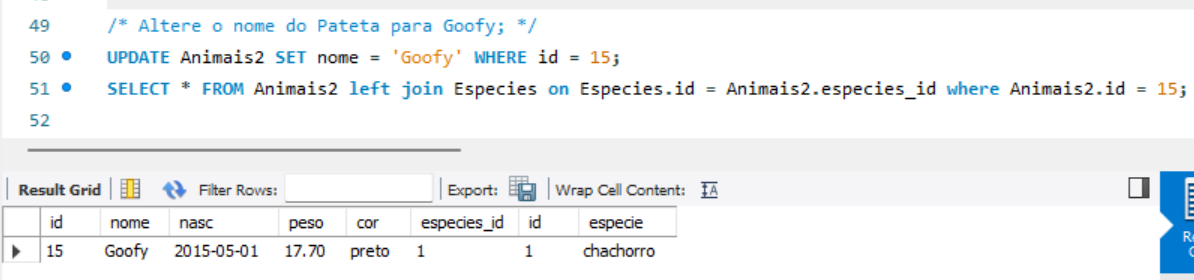 49 /* Altere o nome do Pateta para Goofy; */
50 UPDATE Animais2 SET nome = 'Goofy' WHERE id = 15;
51 SELECT * FROM Animais2 left join Especies on Especies.id = Animais2.especies_id where Animais2.id = 15;
52
Result Grid Filter Rows: Export: Wrap Cell Content:
id nome nasc peso cor especies_id id especie
15 Goofy 2015-05-01 17.70 preto 1 1 chachorro